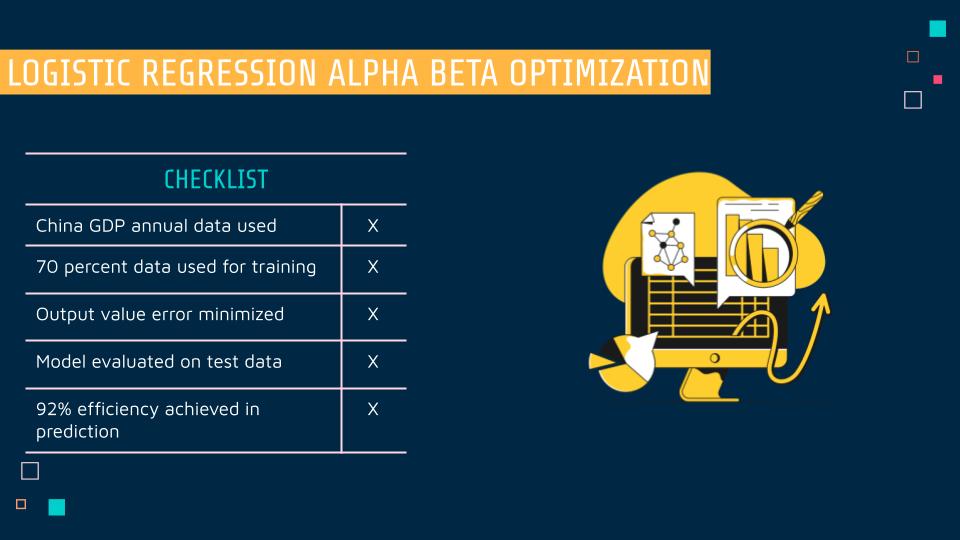 LOGISTIC REGRESSION ALPHA BETA OPTIMIZATION
CHECKLIST
China GDP annual data used X
70 percent data used for training X
Output value error minimized X
Model evaluated on test data X
92% efficiency achieved in X
prediction